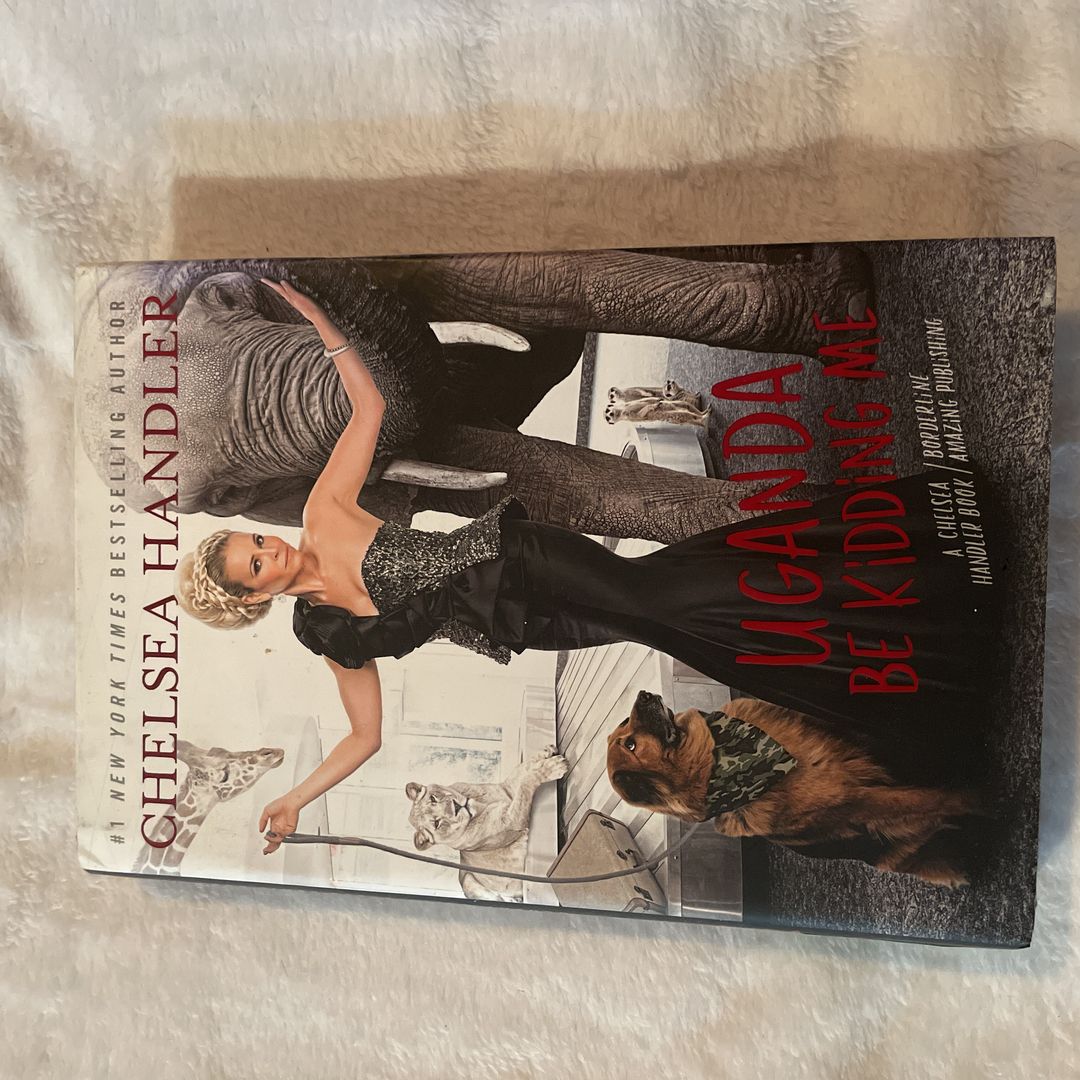 #1 NEW YORK TIMES BESTSELLING AUTHOR
CHELSEA HANDLER
UGANDA
BE KiDDiNG ME
A CHELSEA / BORDERLINE
HANDLER BOOK / AMAZING PUBLISHING